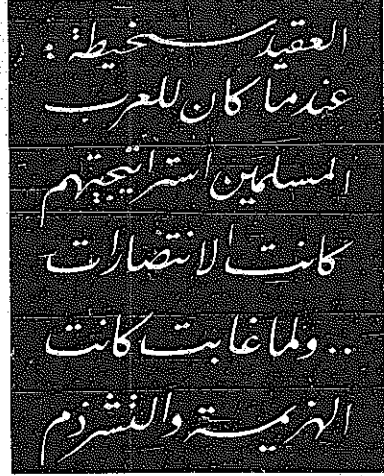 العقيد سخيطة :
عندما كان للعرب
المسلمين استراتيجيتهم
كانت الانتصارات
.. ولما غابت كانت
الهزيمة والتشرذم